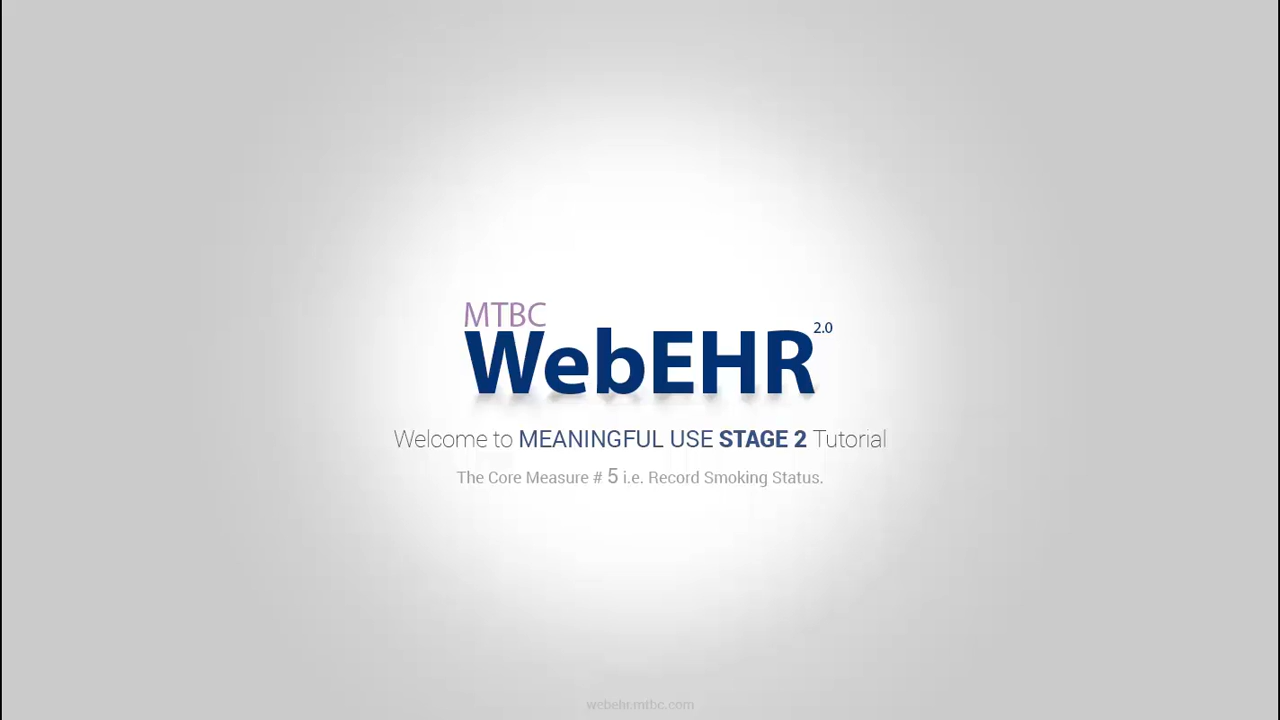 MTBC
WebEHR 2.0
Welcome to MEANINGFUL USE STAGE 2 Tutorial
The Core Measure # 5 i.e. Record Smoking Status.
webehr.mtbc.com